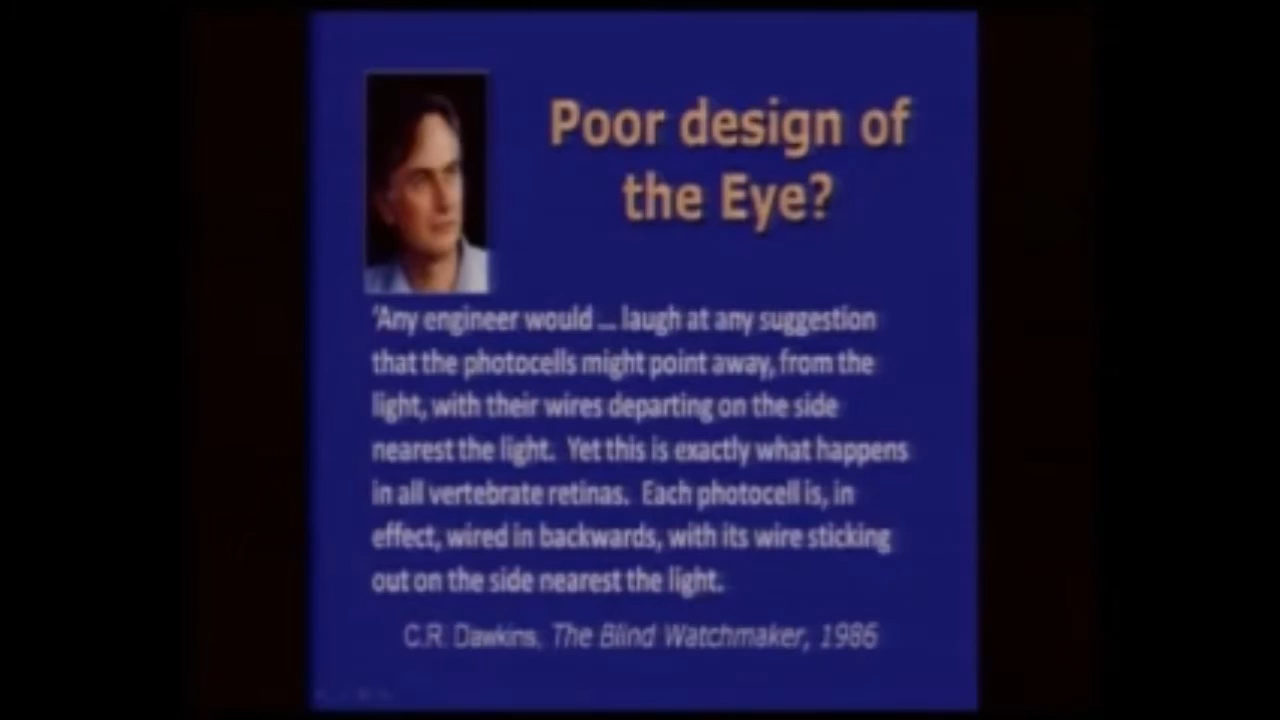 Poor design of
the Eye?
'Any engineer would ... laugh at any suggestion
that the photocells might point away, from the
light, with their wires departing on the side
nearest the light. Yet this is exactly what happens
in all vertebrate retinas. Each photocell is, in
effect, wired in backwards, with its wire sticking
out on the side nearest the light.
C.R. Dawkins, The Blind Watchmaker, 1986